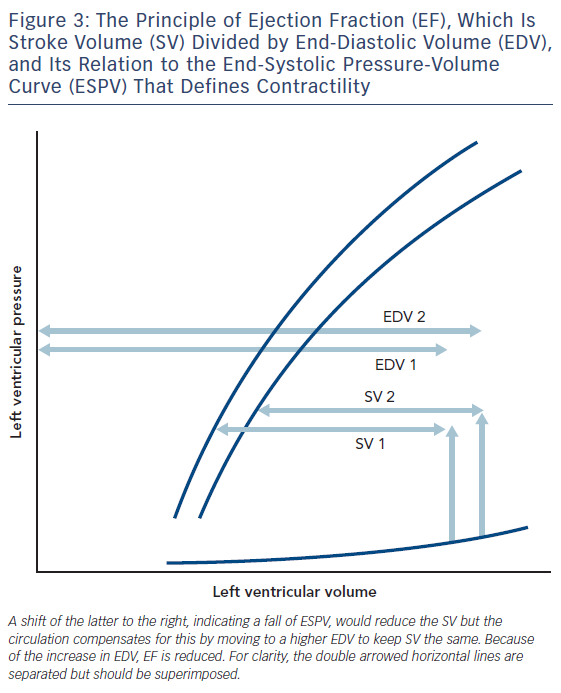 Figure 3: The Principle of Ejection Fraction (EF), Which Is
Stroke Volume (SV) Divided by End-Diastolic Volume (EDV),
and Its Relation to the End-Systolic Pressure-Volume
Curve (ESPV) That Defines Contractility
Left ventricular pressure
EDV 2
EDV 1
SV 2
SV 1
Left ventricular volume
A shift of the latter to the right, indicating a fall of ESPV, would reduce the SV but the
circulation compensates for this by moving to a higher EDV to keep SV the same. Because
of the increase in EDV, EF is reduced. For clarity, the double arrowed horizontal lines are
separated but should be superimposed.